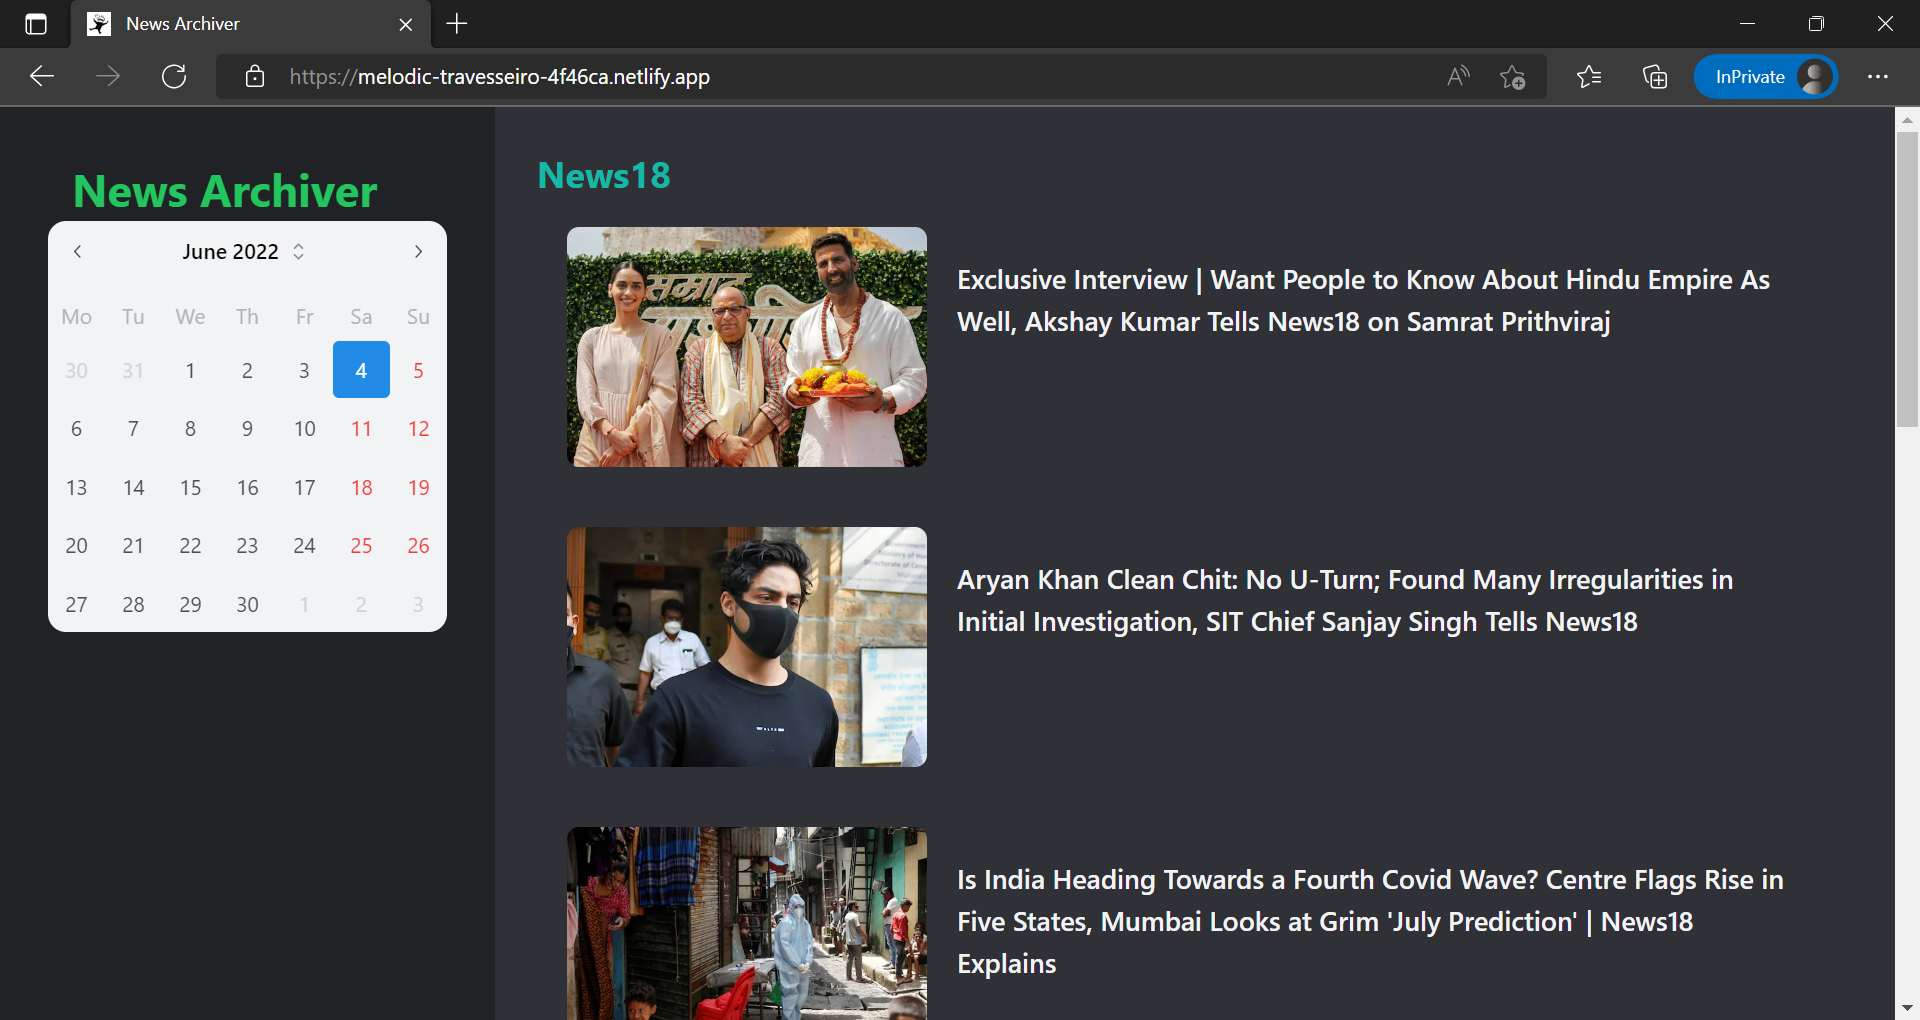 News Archiver
https://melodic-travesseiro-4f46ca.netlify.app
InPrivate
News Archiver
June 2022
Mo Tu We Th Fr Sa Su
30 31 1 2 3 4 5
6 7 8 9 10 11 12
13 14 15 16 17 18 19
20 21 22 23 24 25 26
27 28 29 30 1 2 3
News18
सम्राट
Exclusive Interview | Want People to Know About Hindu Empire As
Well, Akshay Kumar Tells News18 on Samrat Prithviraj
Aryan Khan Clean Chit: No U-Turn; Found Many Irregularities in
Initial Investigation, SIT Chief Sanjay Singh Tells News18
Is India Heading Towards a Fourth Covid Wave? Centre Flags Rise in
Five States, Mumbai Looks at Grim 'July Prediction' | News18
Explains